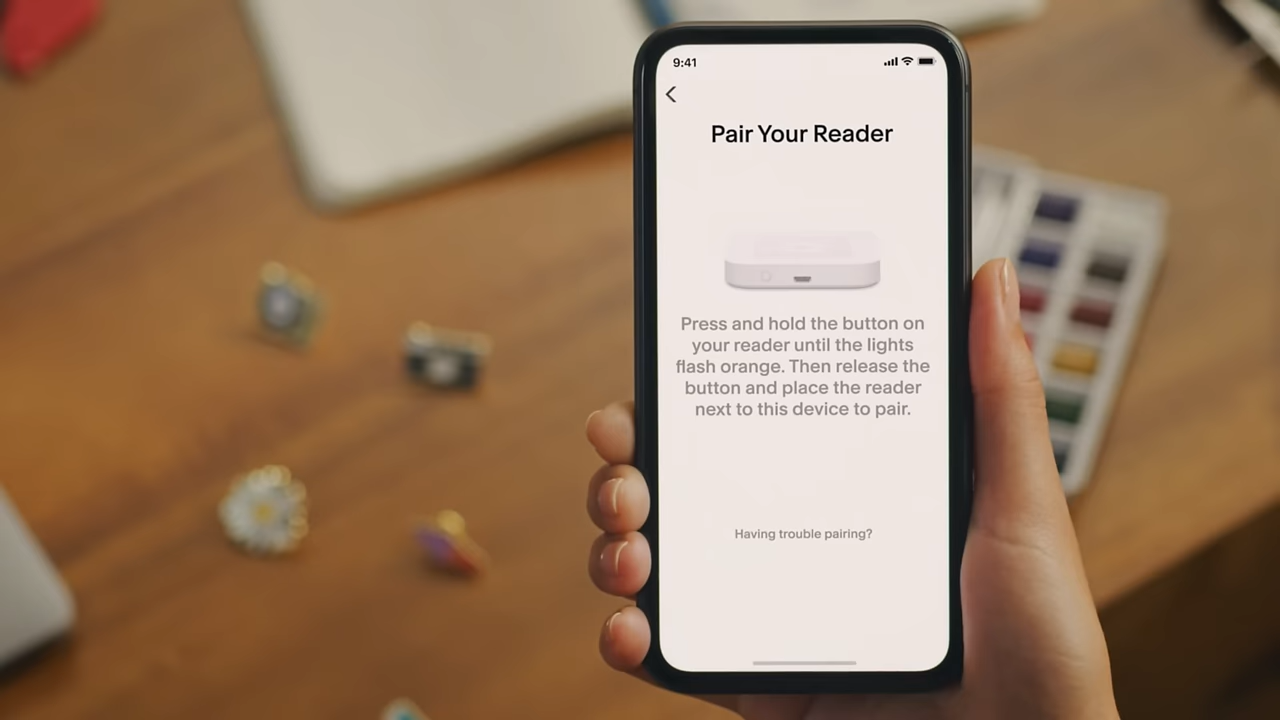 9:41
Pair Your Reader
Press and hold the button on
your reader until the lights
flash orange. Then release the
button and place the reader
next to this device to pair.
Having trouble pairing?